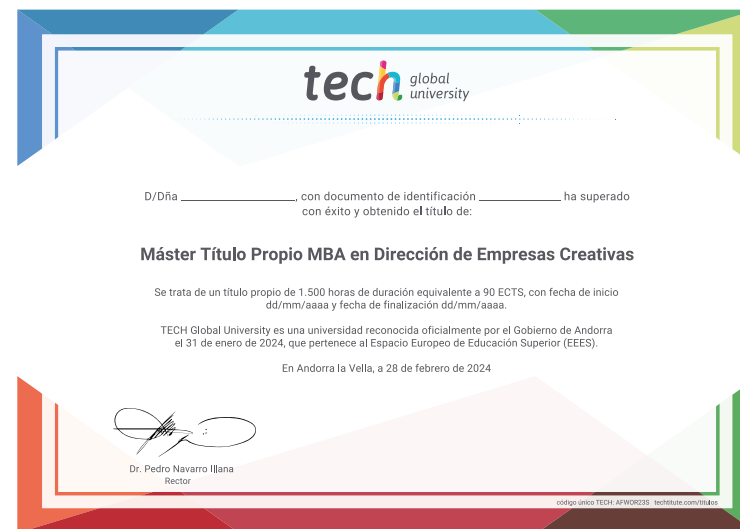 tech global university
D/Dña ____________________, con documento de identificación ______________ ha superado
con éxito y obtenido el título de:
Máster Título Propio MBA en Dirección de Empresas Creativas
Se trata de un título propio de 1.500 horas de duración equivalente a 90 ECTS, con fecha de inicio
dd/mm/aaaa y fecha de finalización dd/mm/aaaa.
TECH Global University es una universidad reconocida oficialmente por el Gobierno de Andorra
el 31 de enero de 2024, que pertenece al Espacio Europeo de Educación Superior (EEES).
En Andorra la Vella, a 28 de febrero de 2024
Dr. Pedro Navarro Illana
Rector
código único TECH: AFWOR23S techtitute.com/titulos